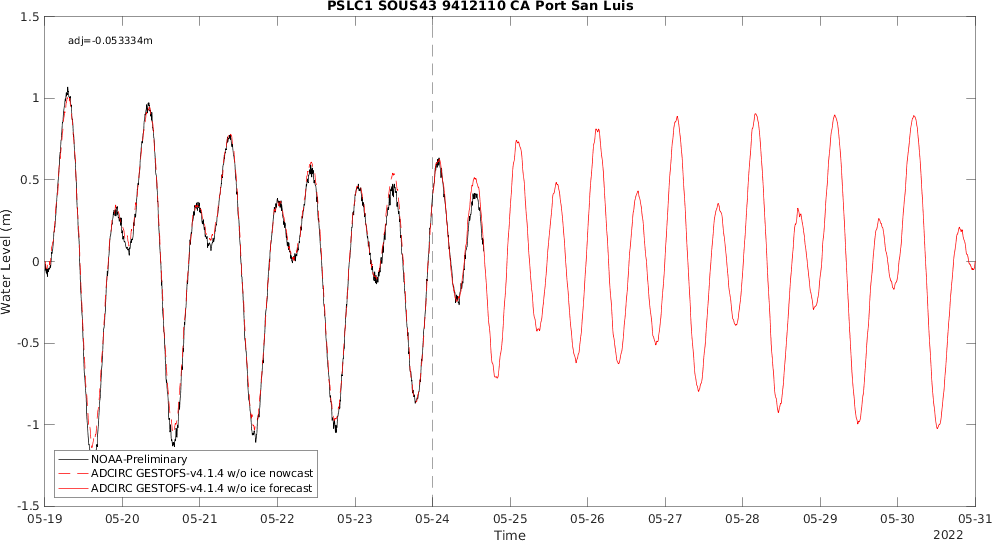 PSLC1 SOUS43 9412110 CA Port San Luis
adj=-0.053334m
1.5
1
0.5
0
-0.5
-1
-1.5
Water Level (m)
NOAA-Preliminary
ADCIRC GESTOFS-v4.1.4 w/o ice nowcast
ADCIRC GESTOFS-v4.1.4 w/o ice forecast
05-19 05-20 05-21 05-22 05-23 05-24 05-25 05-26 05-27 05-28 05-29 05-30 05-31
Time
2022